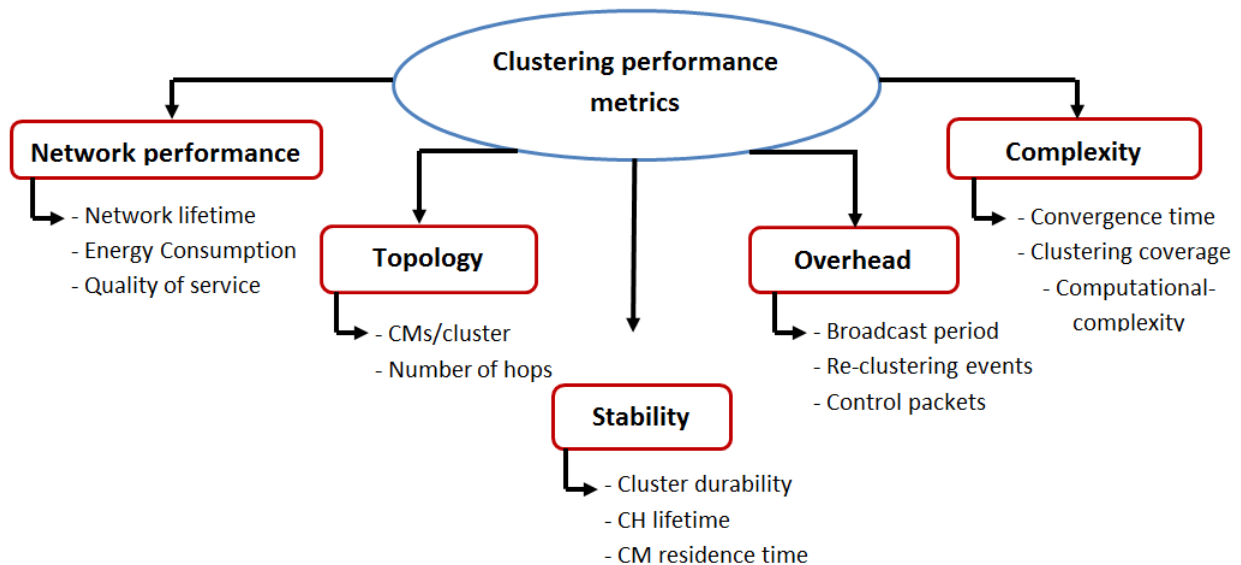 Clustering performance
metrics
Network performance
- Network lifetime
- Energy Consumption
- Quality of service
Topology
- CMs/cluster
- Number of hops
Stability
- Cluster durability
- CH lifetime
- CM residence time
Overhead
- Broadcast period
- Re-clustering events
- Control packets
Complexity
- Convergence time
- Clustering coverage
- Computational-
complexity